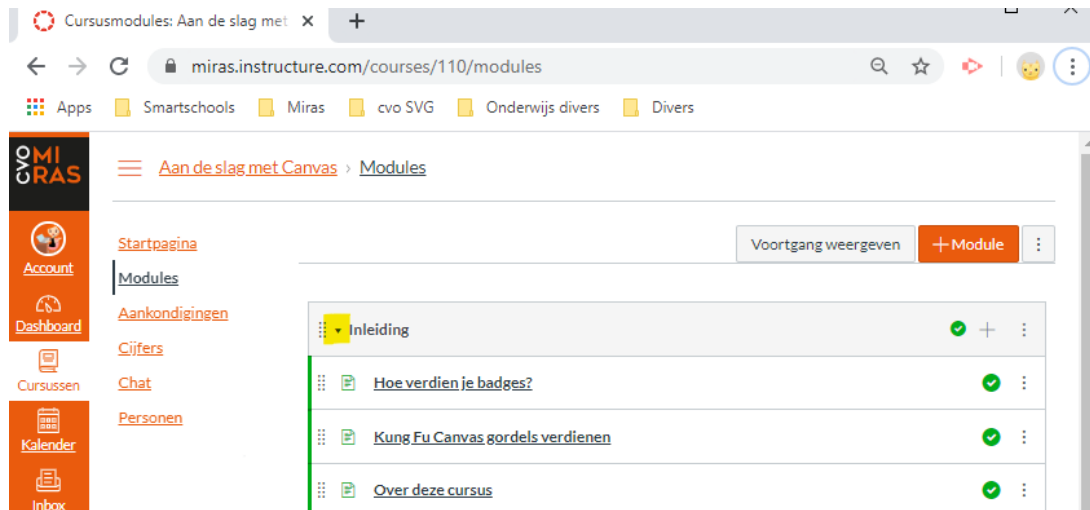 Cursusmodules: Aan de slag met
miras.instructure.com/courses/110/modules
Apps Smartschools Miras cvo SVG Onderwijs divers Divers
CVO MIRAS
Aan de slag met Canvas › Modules
Account
Dashboard
Cursussen
Kalender
Inbox
Startpagina
Modules
Aankondigingen
Cijfers
Chat
Personen
Voortgang weergeven +Module
Inleiding
Hoe verdien je badges?
Kung Fu Canvas gordels verdienen
Over deze cursus